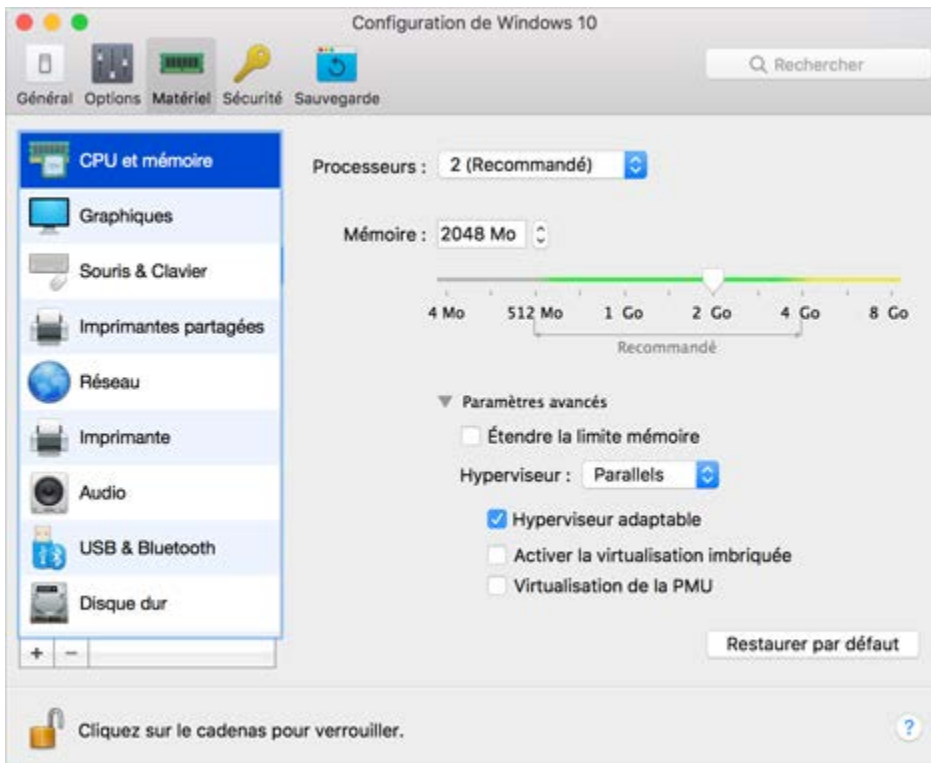 Configuration de Windows 10
Général Options Matériel Sécurité Sauvegarde
Rechercher
CPU et mémoire
Graphiques
Souris & Clavier
Imprimantes partagées
Réseau
Imprimante
Audio
USB & Bluetooth
Disque dur
+ −
Processeurs : 2 (Recommandé)
Mémoire : 2048 Mo
4 Mo 512 Mo 1 Go 2 Go 4 Go 8 Go
Recommandé
Paramètres avancés
Étendre la limite mémoire
Hyperviseur : Parallels
Hyperviseur adaptable
Activer la virtualisation imbriquée
Virtualisation de la PMU
Restaurer par défaut
Cliquez sur le cadenas pour verrouiller.
?